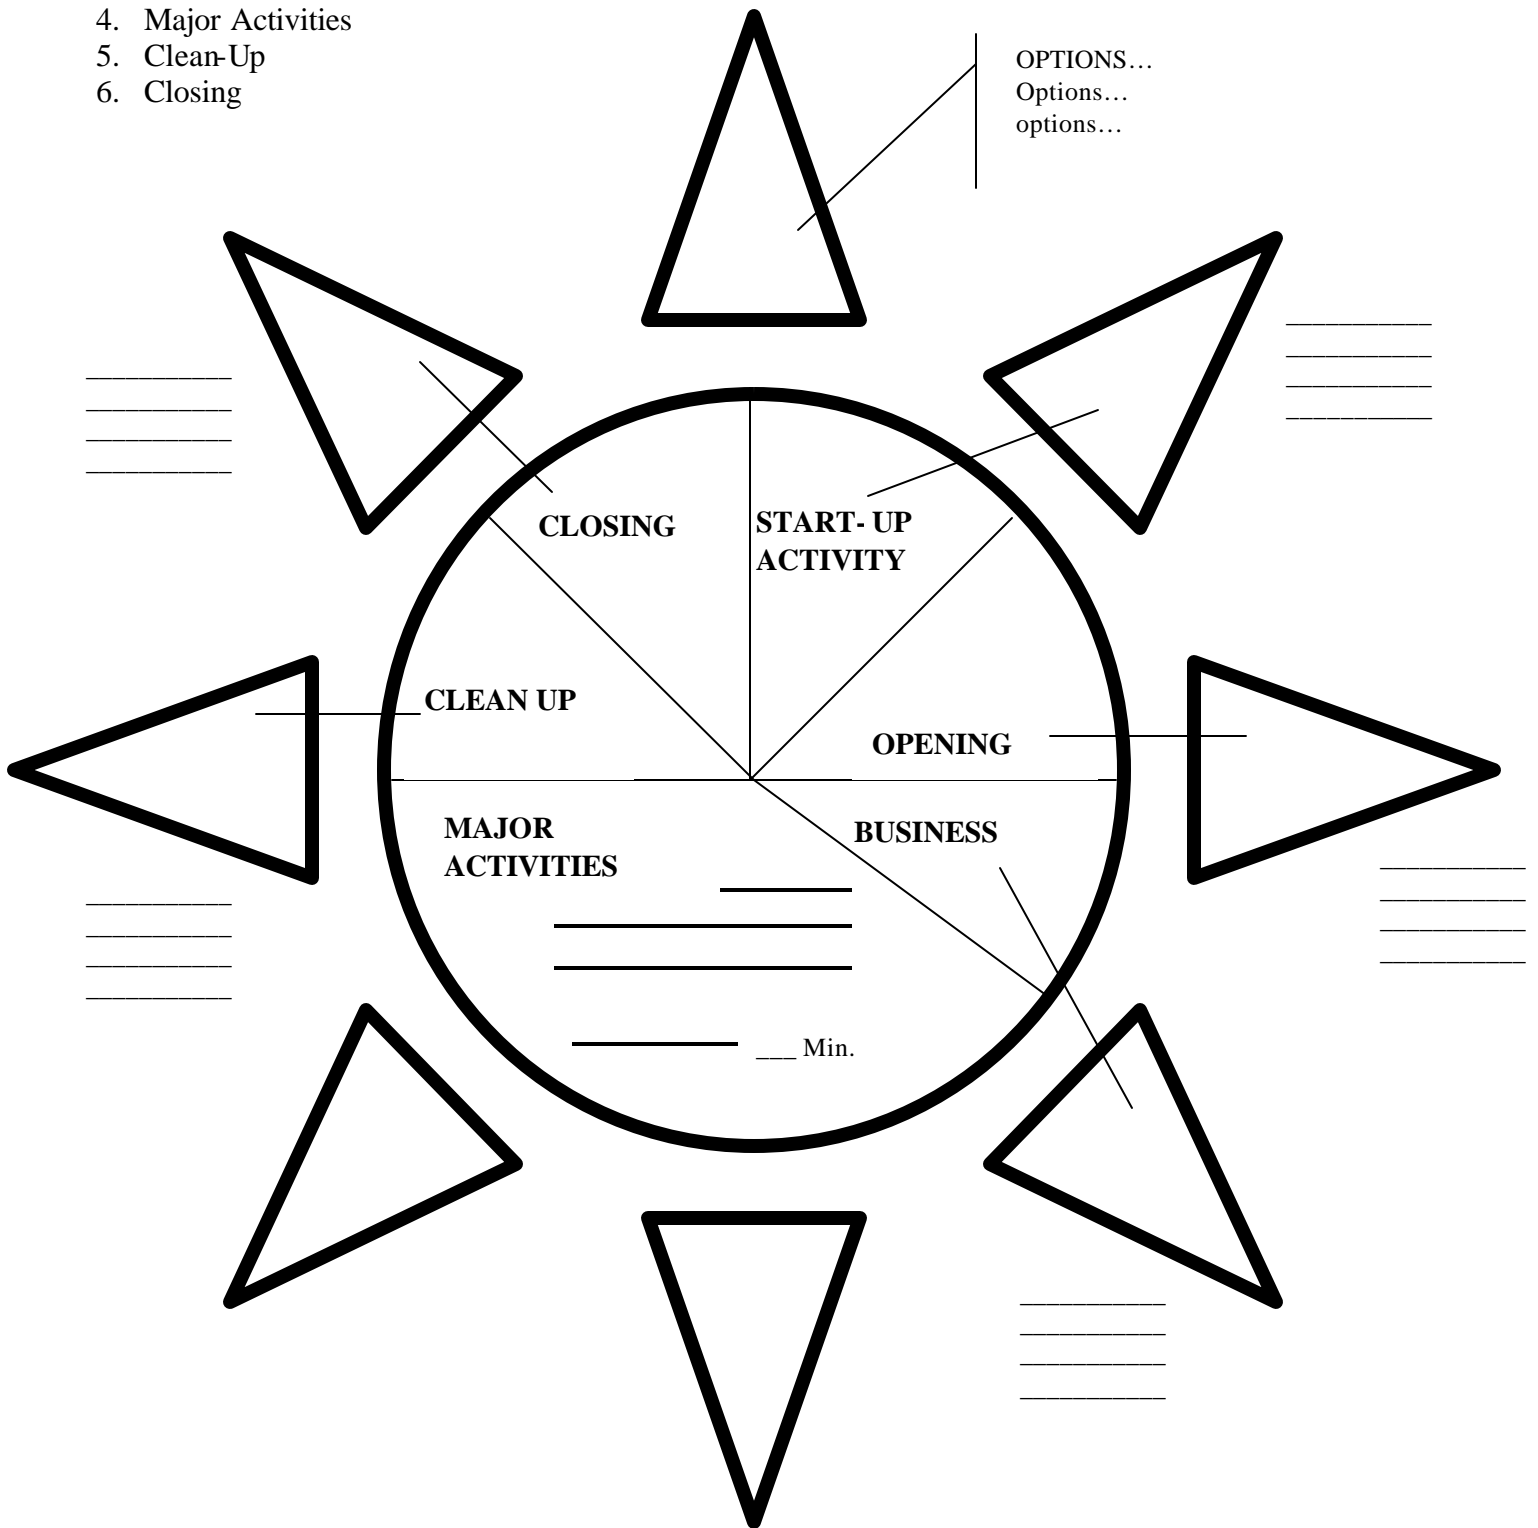 4. Major Activities
5. Clean-Up
6. Closing
OPTIONS…
Options…
options…
CLOSING
START- UP
ACTIVITY
CLEAN UP
OPENING
MAJOR
ACTIVITIES
BUSINESS
___ Min.